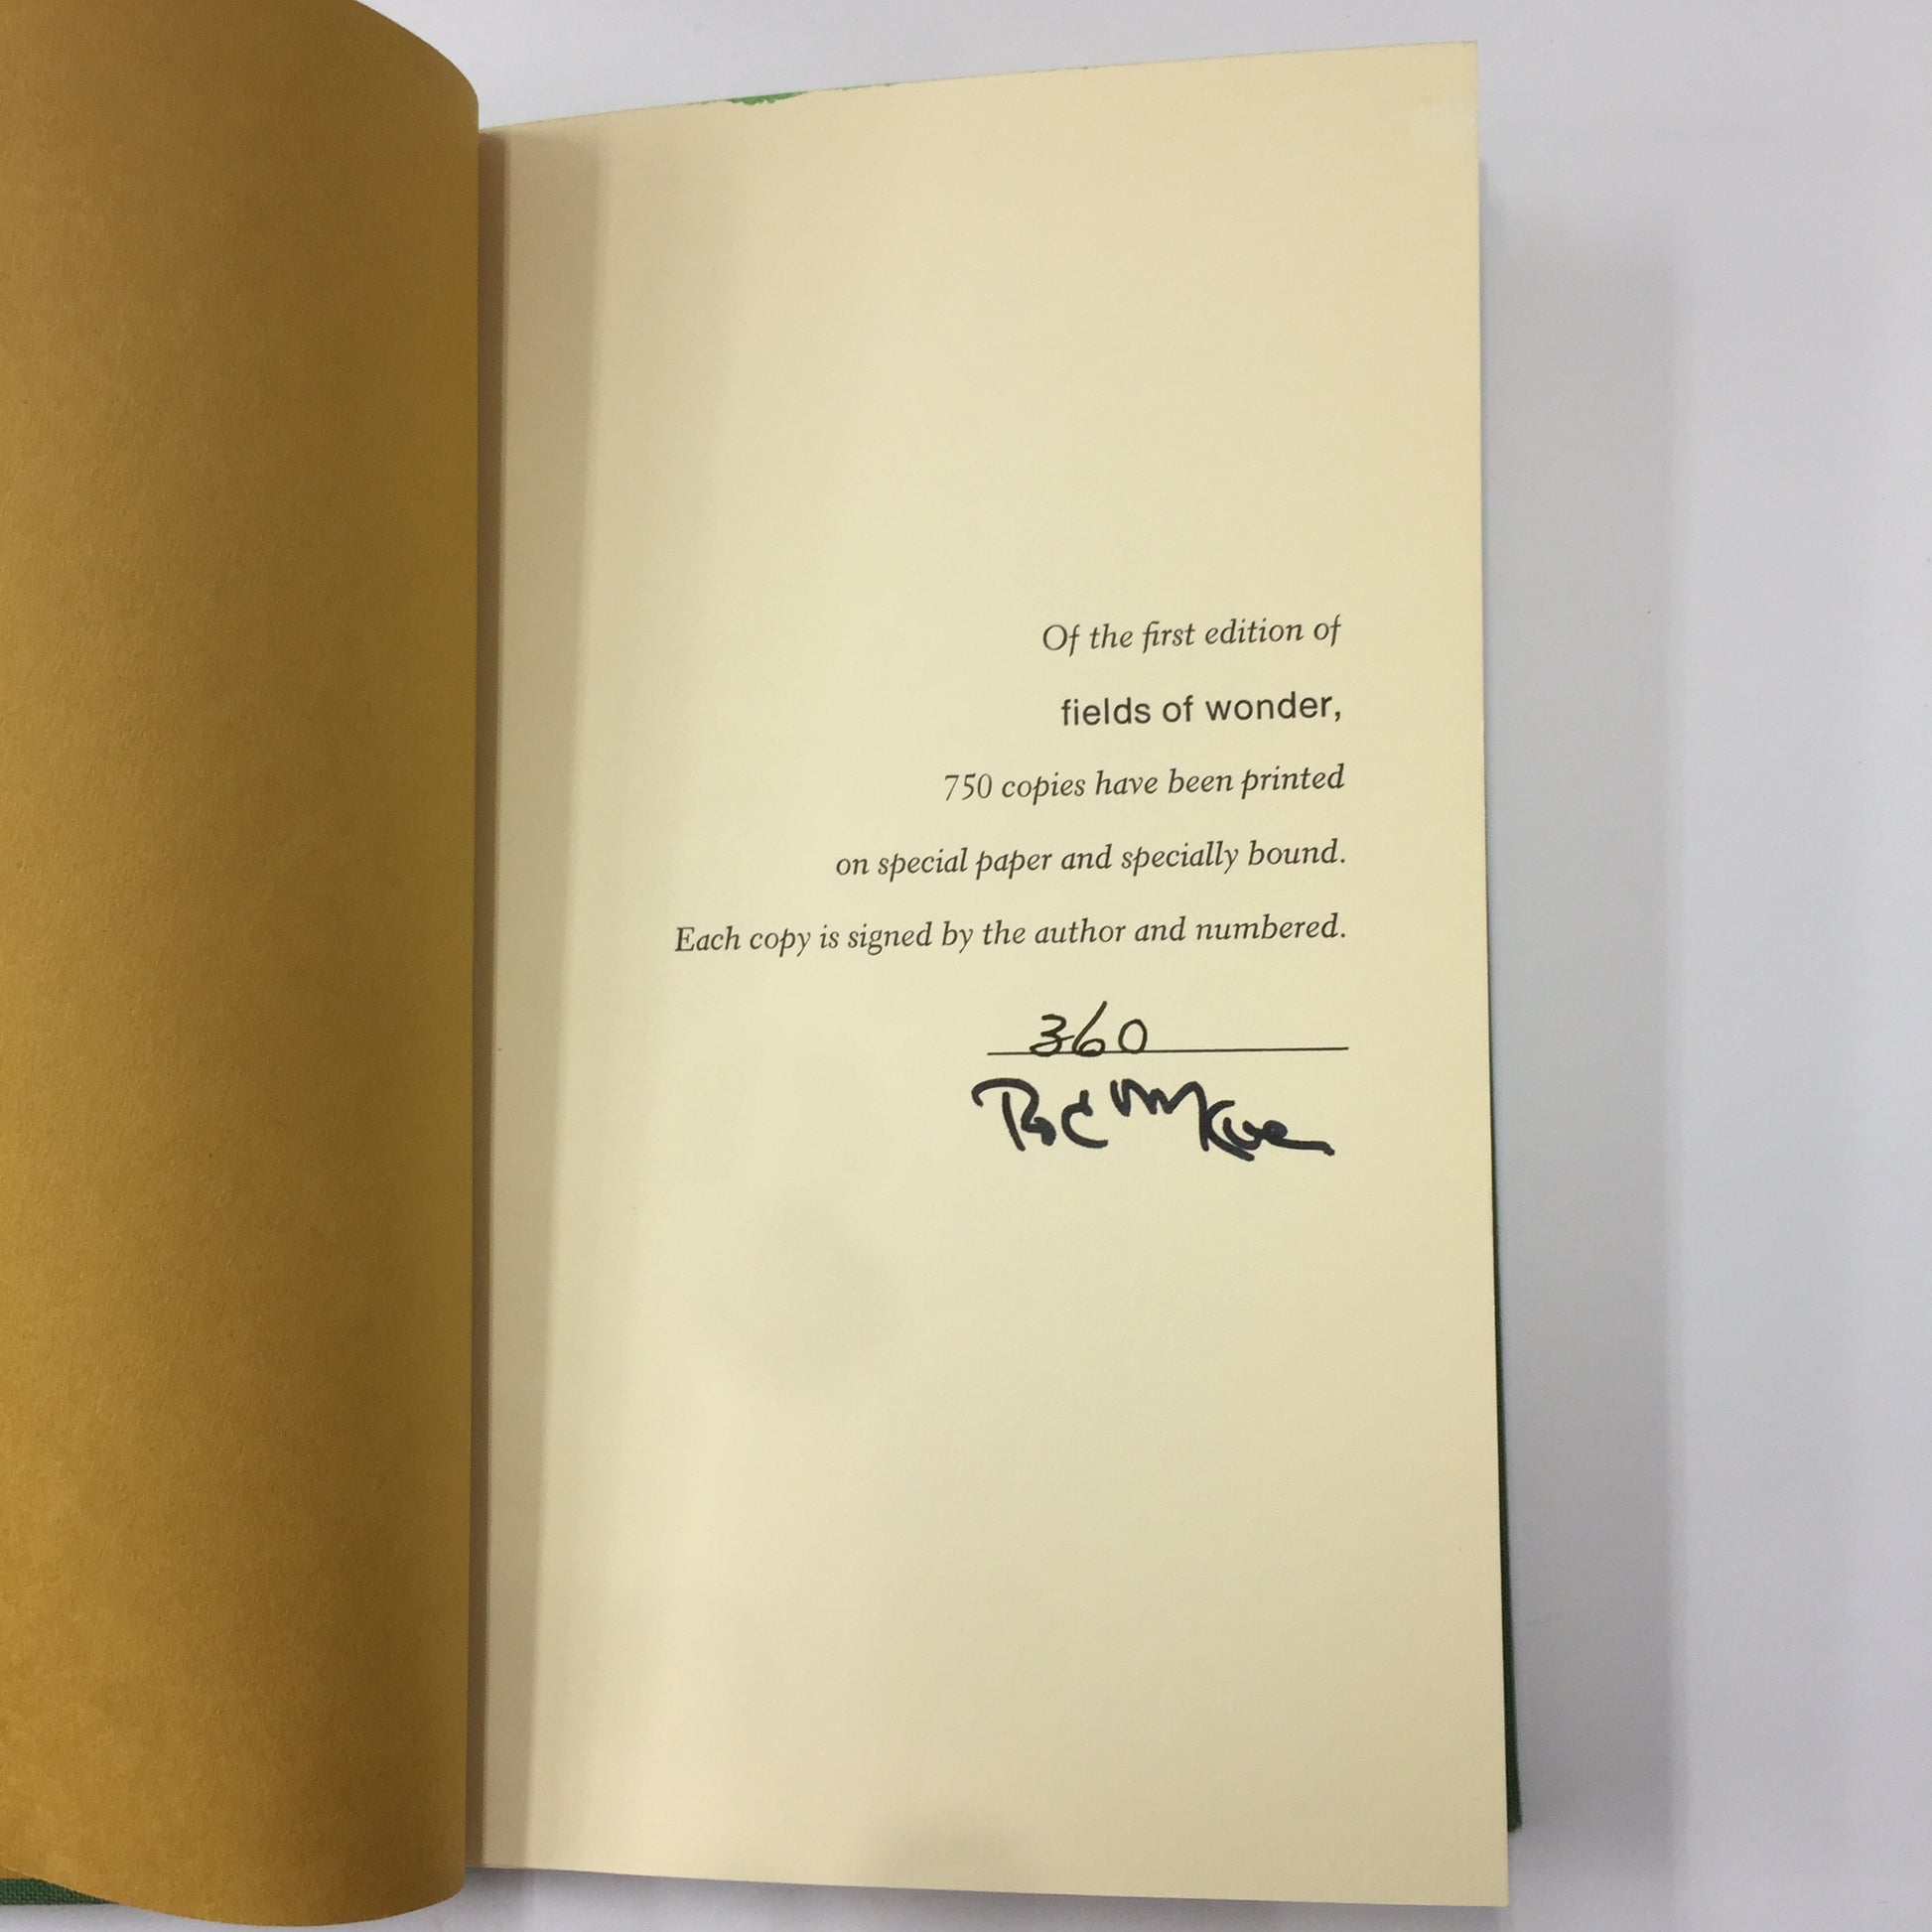 Of the first edition of
fields of wonder,
750 copies have been printed
on special paper and specially bound.
Each copy is signed by the author and numbered.
360